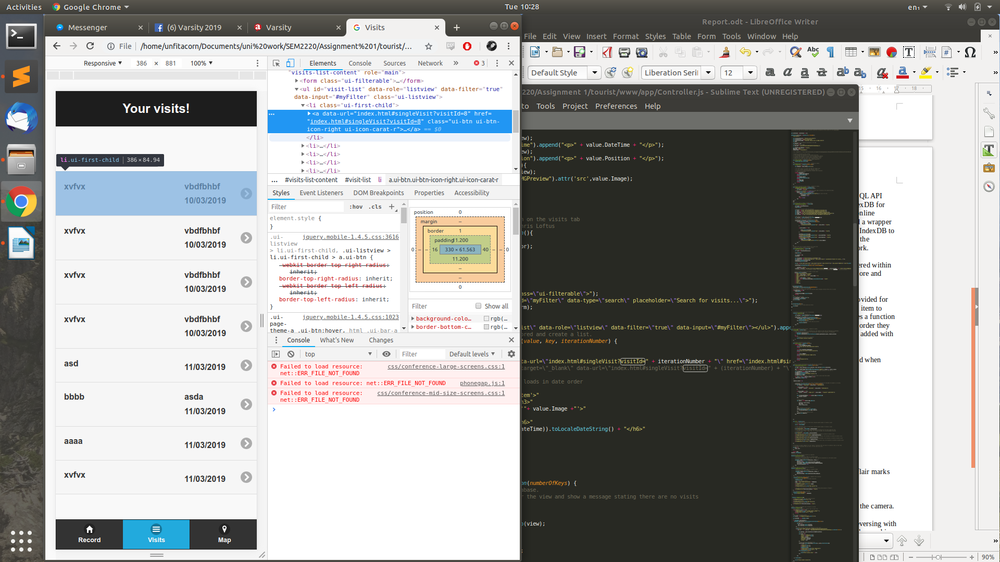 Activities
Google Chrome
Tue 10:28
en₁
Messenger
(6) Varsity 2019
Varsity
Visits
File
/home/unfitacorn/Documents/uni%20work/SEM2220/Assignment%201/tourist/...
Responsive
386 × 881
100%
Your visits!
li.ui-first-child 386×84.94
xvfvx
vbdfbhbf
10/03/2019
xvfvx
vbdfbhbf
10/03/2019
xvfvx
vbdfbhbf
10/03/2019
xvfvx
vbdfbhbf
10/03/2019
asd
11/03/2019
bbbb
asda
11/03/2019
aaaa
11/03/2019
xvfvx
11/03/2019
Record
Visits
Map
Elements
Console
Sources
Network
»
3
"visits-list-content" role="main">
<form class="ui-filterable">…</form>
<ul id="visit-list" data-role="listview" data-filter="true"
data-input="#myFilter" class="ui-listview">
<li class="ui-first-child">
<a data-url="index.html#singleVisit?visitId=8" href=
"index.html#singleVisit?visitId=8" class="ui-btn ui-btn-
icon-right ui-icon-carat-r">…</a> == $0
</li>
<li>…</li>
<li>…</li>
<li>…</li>
<li>…</li>
... #visits-list-content #visit-list li a.ui-btn.ui-btn-icon-right.ui-icon-carat-r
Styles
Event Listeners
DOM Breakpoints
Properties
Accessibility
Filter
:hov .cls +
element.style {
}
.ui- jquery.mobile-1.4.5.css:3616
listview
> li.ui-first-child, .ui-listview >
li.ui-first-child > a.ui-btn {
-webkit-border-top-right-radius:
inherit;
border-top-right-radius: inherit;
-webkit-border-top-left-radius:
inherit;
border-top-left-radius: inherit;
}
.ui- jquery.mobile-1.4.5.css:1023
page-
theme-a .ui-btn:hover, html .ui-bar-a
position 0
margin –
border 1
padding 11.200
0 – – 16 330 × 61.563 40 – – 0
11.200
–
–
0
Filter
Show all
background-colo… rgb(…
border-bottom-c… rgb(…
Console
What's New
Changes
top
Filter
Default levels
Failed to load resource: css/conference-large-screens.css:1
net::ERR_FILE_NOT_FOUND
Failed to load resource: net::ERR_FILE_NOT_FOUND phonegap.js:1
Failed to load resource: css/conference-mid-size-screens.css:1
net::ERR_FILE_NOT_FOUND
Report.odt - LibreOffice Writer
File Edit View Insert Format Styles Table Form Tools Window Help
Default Style
Liberation Seri
12
15 16 17 18
220/Assignment 1/tourist/www/app/Controller.js - Sublime Text (UNREGISTERED)
to Tools Project Preferences Help
ew);
ime").append("<p>" + value.DateTime + "</p>");
ew);
ion").append("<p>" + value.Position + "</p>");
){
iew);
MGPreview").attr('src',value.Image);
n on the visits tab
hris Loftus
n(){
or);
ass=\"ui-filterable\">");
d=\"myFilter\" data-type=\"search\" placeholder=\"Search for visits...\">");
rm);
ist\" data-role=\"listview\" data-filter=\"true\" data-input=\"#myFilter\"></ul>").appe
ored and create a list.
(value, key, iterationNumber) {
ta-url=\"index.html#singleVisit?visitId=" + iterationNumber + "\" href=\"index.html#sin
target=\"_blank\" data-url=\"index.html#singleVisit?visitId=" + (iterationNumber) + "\
loads in date order
tem'>"
h3>"
'"+ value.Image +"'>"
h6>"
ateTime)).toLocaleDateString() + "</h6>"
on(numberOfKeys) {
abase.
r the view and show a message stating there are no visits
o(view);
;
QL API
exDB for
online
d a wrapper
IndexDB to
the
rk.
ered within
ore and
ovided for
item to
es a function
order they
added with
d when
flair marks
the camera.
eversing with
90%